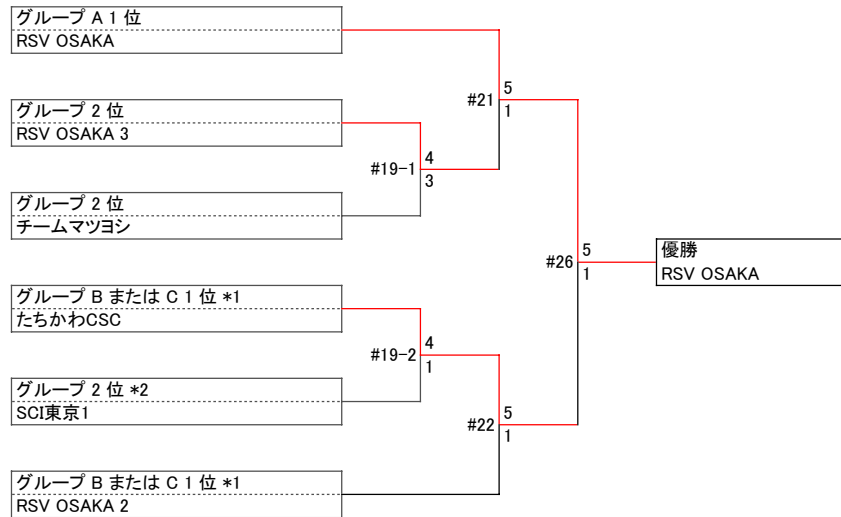 グループ A 1 位
RSV OSAKA
グループ 2 位
RSV OSAKA 3
グループ 2 位
チームマツヨシ
グループ B または C 1 位 *1
たちかわCSC
グループ 2 位 *2
SCI東京1
グループ B または C 1 位 *1
RSV OSAKA 2
#19-1
4
3
#19-2
4
1
#21
5
1
#22
5
1
#26
5
1
優勝
RSV OSAKA